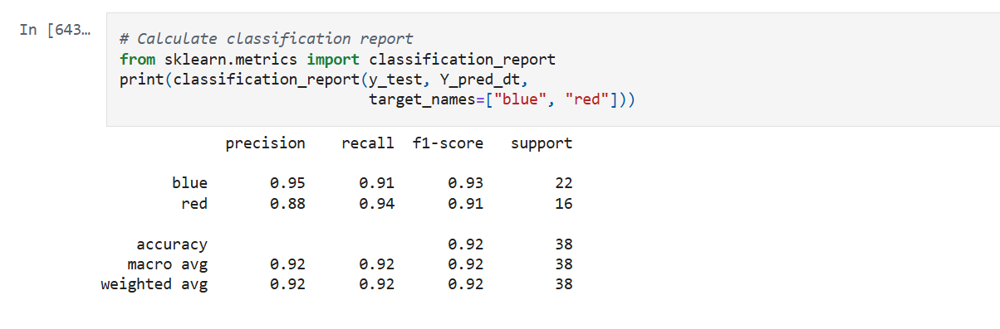 In [643…
# Calculate classification report
from sklearn.metrics import classification_report
print(classification_report(y_test, Y_pred_dt,
target_names=["blue", "red"]))
precision recall f1-score support
blue 0.95 0.91 0.93 22
red 0.88 0.94 0.91 16
accuracy 0.92 38
macro avg 0.92 0.92 0.92 38
weighted avg 0.92 0.92 0.92 38